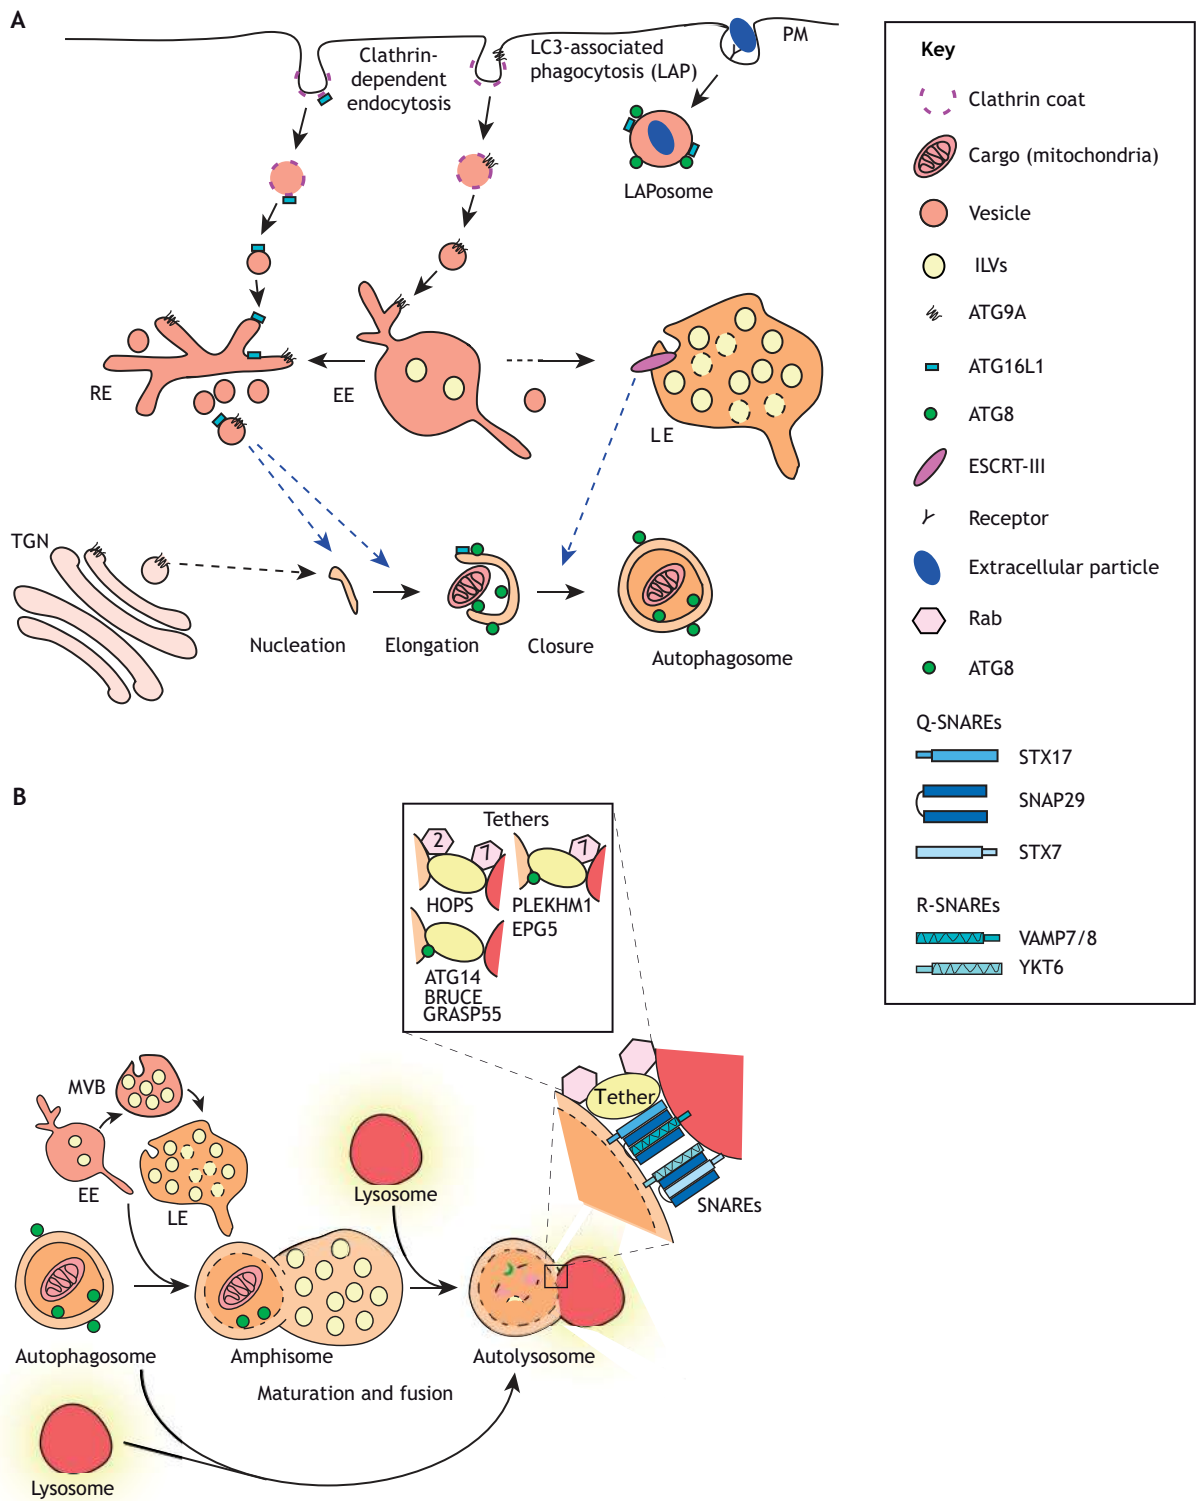 A
Clathrin-
dependent
endocytosis
LC3-associated
phagocytosis (LAP)
PM
LAPosome
RE
EE
LE
TGN
Nucleation
Elongation
Closure
Autophagosome
Key
Clathrin coat
Cargo (mitochondria)
Vesicle
ILVs
ATG9A
ATG16L1
ATG8
ESCRT-III
Receptor
Extracellular particle
Rab
ATG8
Q-SNAREs
STX17
SNAP29
STX7
R-SNAREs
VAMP7/8
YKT6
B
Tethers
2
7
7
HOPS
PLEKHM1
EPG5
ATG14
BRUCE
GRASP55
MVB
EE
LE
Lysosome
Tether
SNAREs
Autophagosome
Amphisome
Autolysosome
Maturation and fusion
Lysosome